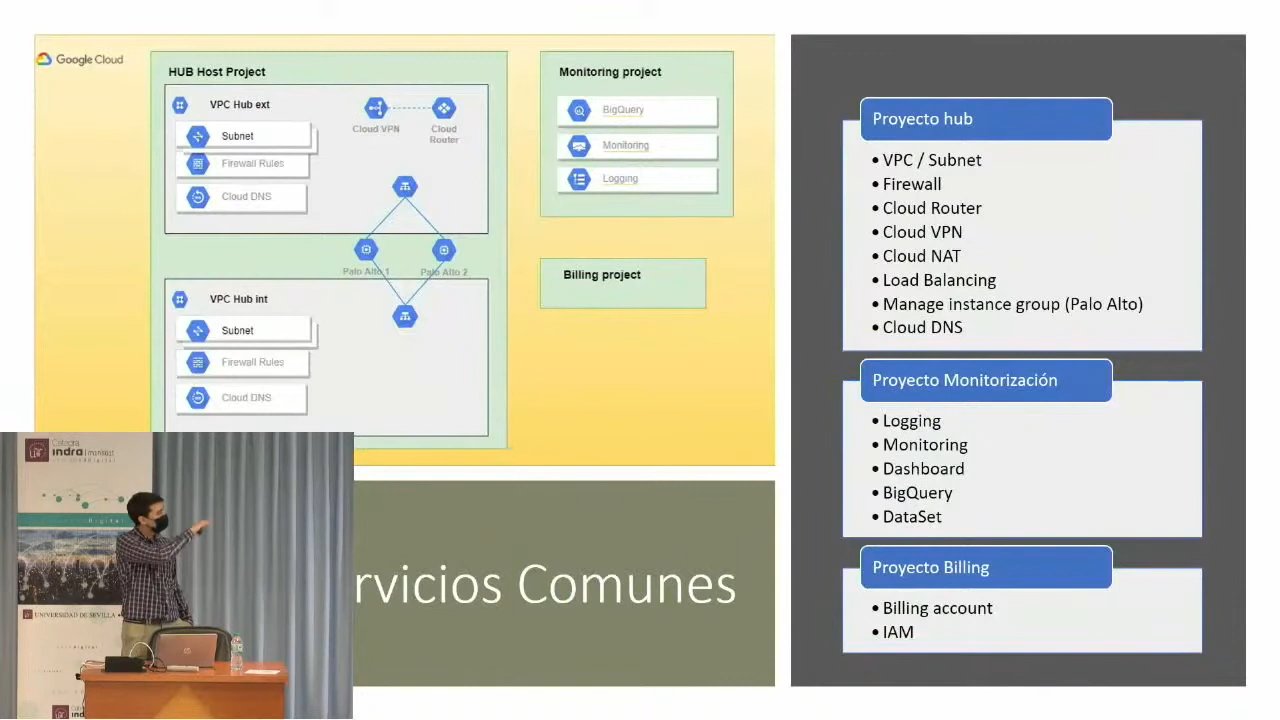 Google Cloud
HUB Host Project
VPC Hub ext
Subnet
Firewall Rules
Cloud DNS
Cloud VPN
Cloud
Router
Palo Alto 1
Palo Alto 2
VPC Hub int
Subnet
Firewall Rules
Cloud DNS
Monitoring project
BigQuery
Monitoring
Logging
Billing project
rvicios Comunes
Proyecto hub
• VPC / Subnet
• Firewall
• Cloud Router
• Cloud VPN
• Cloud NAT
• Load Balancing
• Manage instance group (Palo Alto)
• Cloud DNS
Proyecto Monitorización
• Logging
• Monitoring
• Dashboard
• BigQuery
• DataSet
Proyecto Billing
• Billing account
• IAM
Cátedra
indra
UNIVERSIDAD DE SEVILLA
hp